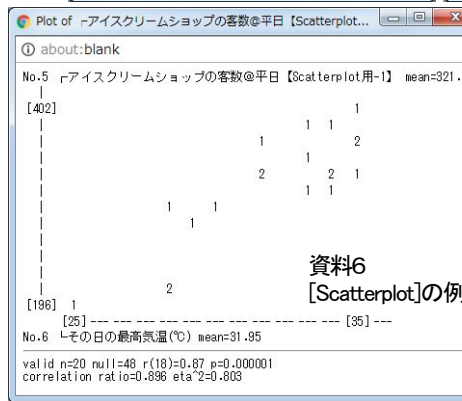 Plot of ┌アイスクリームショップの客数@平日【Scatterplot...
about:blank
No.5 ┌アイスクリームショップの客数@平日【Scatterplot用-1】 mean=321.
[402] 1
1 1
1 2
1
2 2 1
1 1
1 1
1
2
[196] 1
[25] --- --- --- --- --- --- --- --- --- --- --- [35] ---
No.6 └その日の最高気温(℃) mean=31.95
valid n=20 null=48 r(18)=0.87 p=0.000001
correlation ratio=0.896 eta^2=0.803
資料6
[Scatterplot]の例